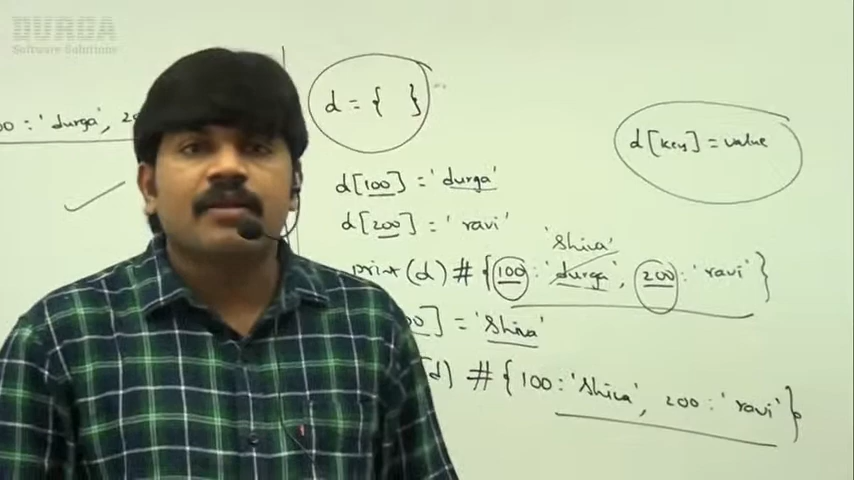 DURGA
Software Solutions
00 : 'durga', 20
d = { }
d[key] = value
d[100] = 'durga'
d[200] = 'ravi'
'Shiva'
print(d) # {100 : 'durga', 200 : 'ravi'}
00] = 'Shiva'
d) # {100 : 'Shiva', 200 : 'ravi'}